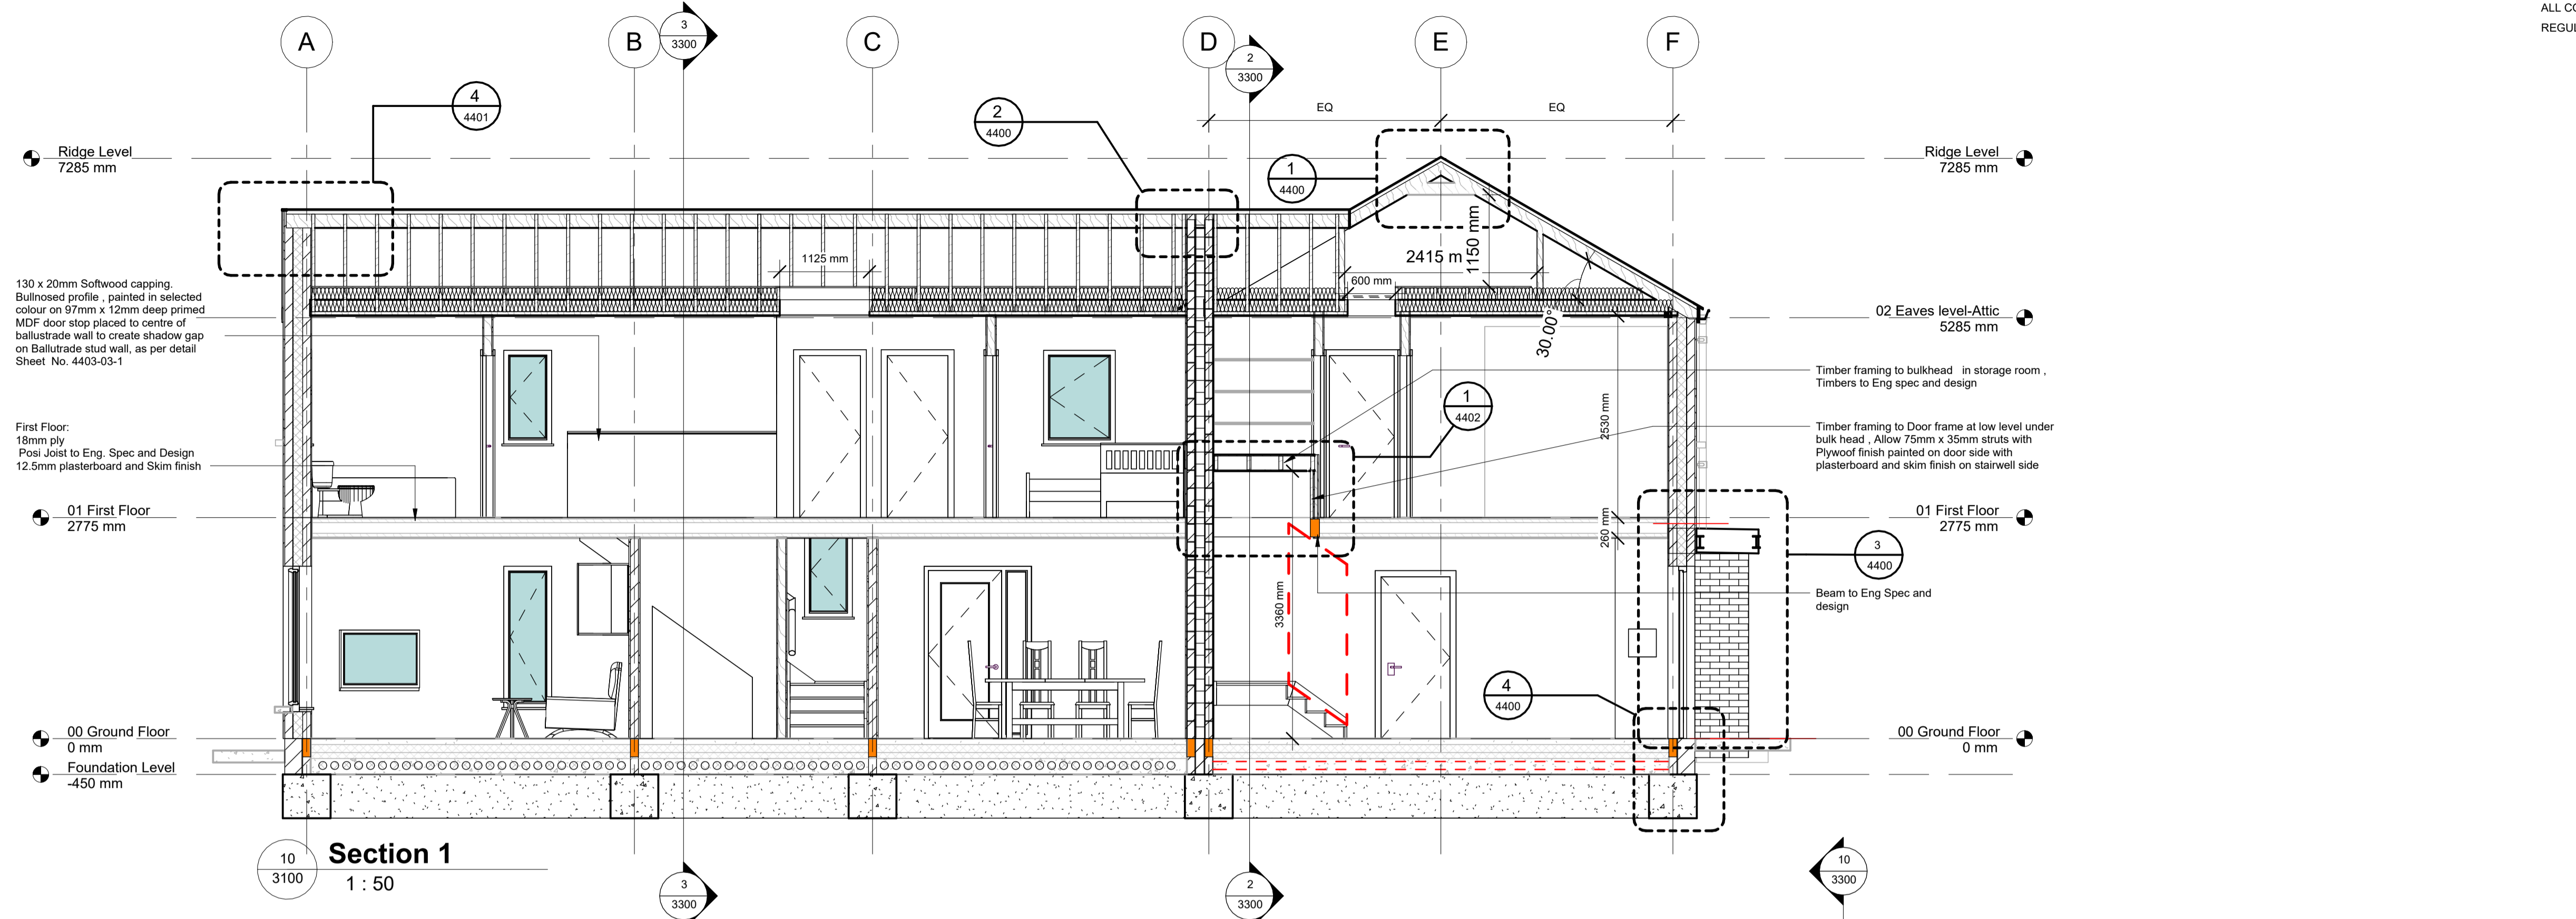 ALL CO
REGUL
A
B
C
D
E
F
3
3300
2
3300
4
4401
2
4400
EQ
EQ
1
4400
Ridge Level
7285 mm
Ridge Level
7285 mm
1125 mm
2415 m
1150 mm
600 mm
30.00°
130 x 20mm Softwood capping.
Bullnosed profile , painted in selected
colour on 97mm x 12mm deep primed
MDF door stop placed to centre of
ballustrade wall to create shadow gap
on Ballutrade stud wall, as per detail
Sheet No. 4403-03-1
02 Eaves level-Attic
5285 mm
Timber framing to bulkhead in storage room ,
Timbers to Eng spec and design
1
4402
2530 mm
First Floor:
18mm ply
Posi Joist to Eng. Spec and Design
12.5mm plasterboard and Skim finish
Timber framing to Door frame at low level under
bulk head , Allow 75mm x 35mm struts with
Plywoof finish painted on door side with
plasterboard and skim finish on stairwell side
01 First Floor
2775 mm
01 First Floor
2775 mm
260 mm
3
4400
3360 mm
Beam to Eng Spec and
design
4
4400
00 Ground Floor
0 mm
00 Ground Floor
0 mm
Foundation Level
-450 mm
10
3100
Section 1
1 : 50
3
3300
2
3300
10
3300